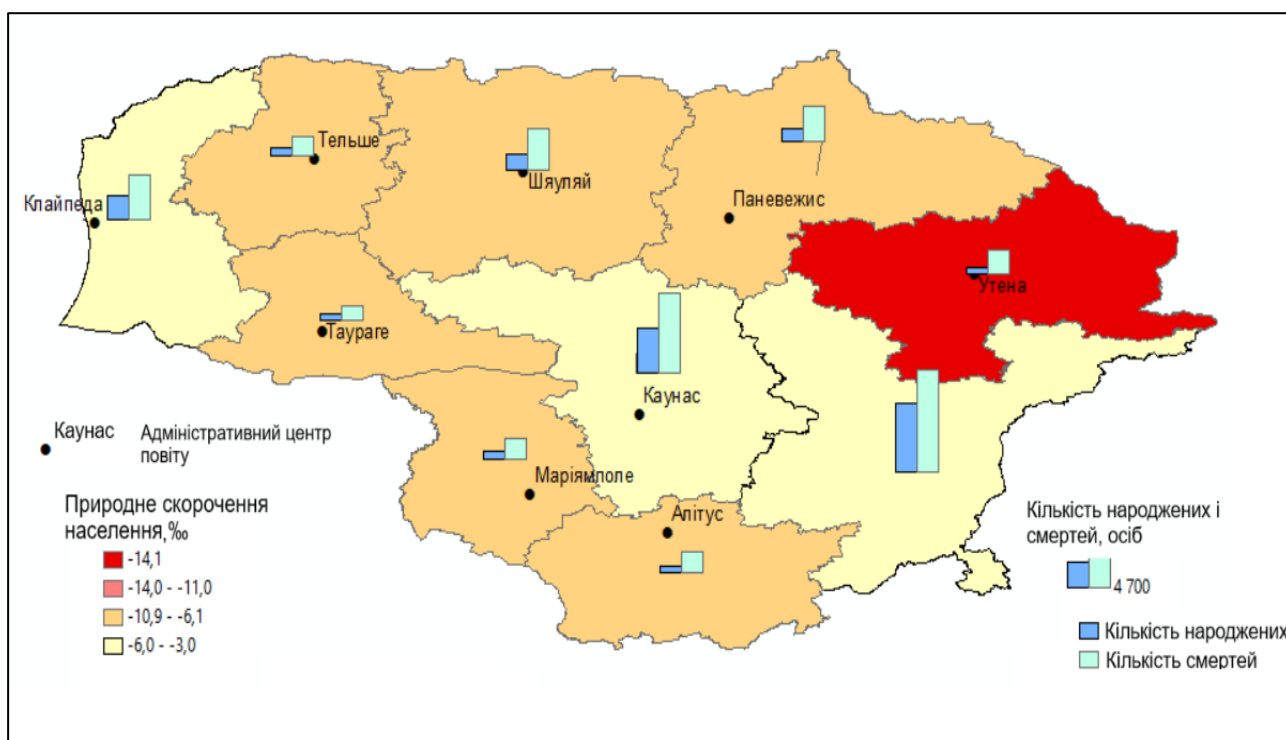 Тельше
Шяуляй
Клайпеда
Паневежис
Утена
Таураге
Каунас
Маріямполе
Алітус
Каунас
Адміністративний центр
повіту
Природне скорочення
населення,‰
-14,1
-14,0 - -11,0
-10,9 - -6,1
-6,0 - -3,0
Кількість народжених і
смертей, осіб
4 700
Кількість народжених
Кількість смертей